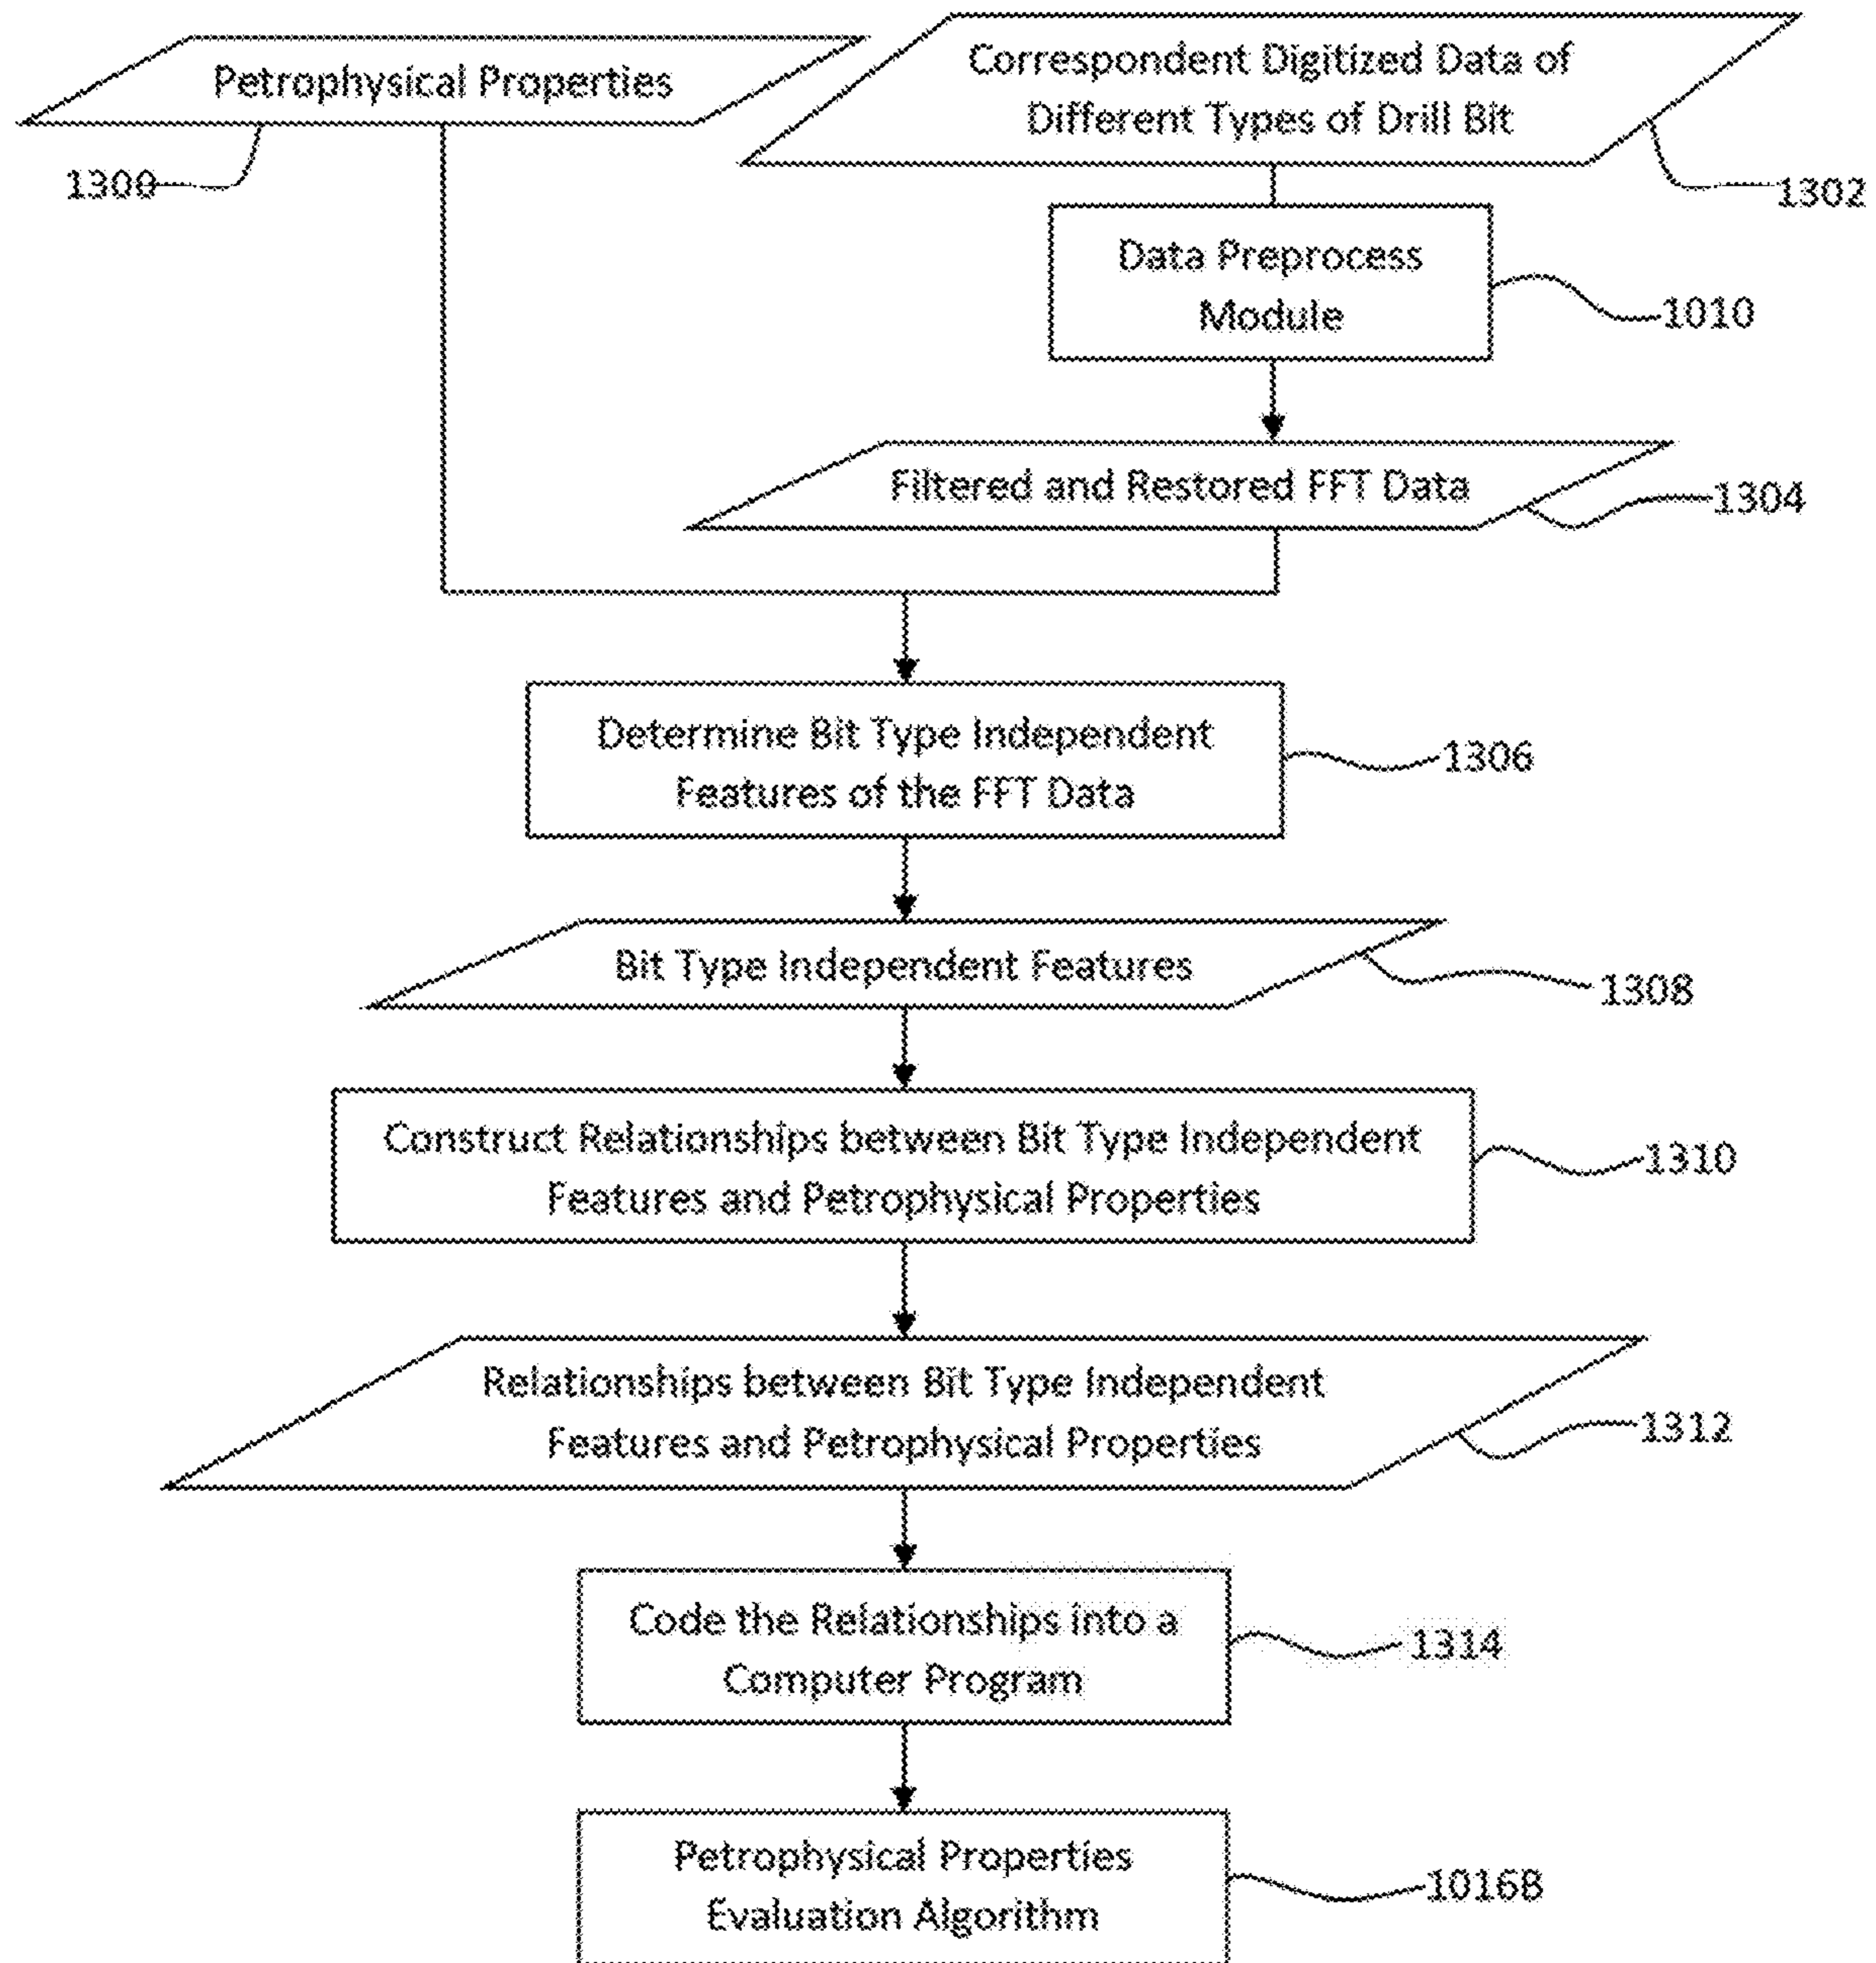 Petrophysical Properties
1300
Correspondent Digitized Data of
Different Types of Drill Bit
1302
Data Preprocess
Module
1010
Filtered and Restored FFT Data
1304
Determine Bit Type Independent
Features of the FFT Data
1306
Bit Type Independent Features
1308
Construct Relationships between Bit Type Independent
Features and Petrophysical Properties
1310
Relationships between Bit Type Independent
Features and Petrophysical Properties
1312
Code the Relationships into a
Computer Program
1314
Petrophysical Properties
Evaluation Algorithm
1016B